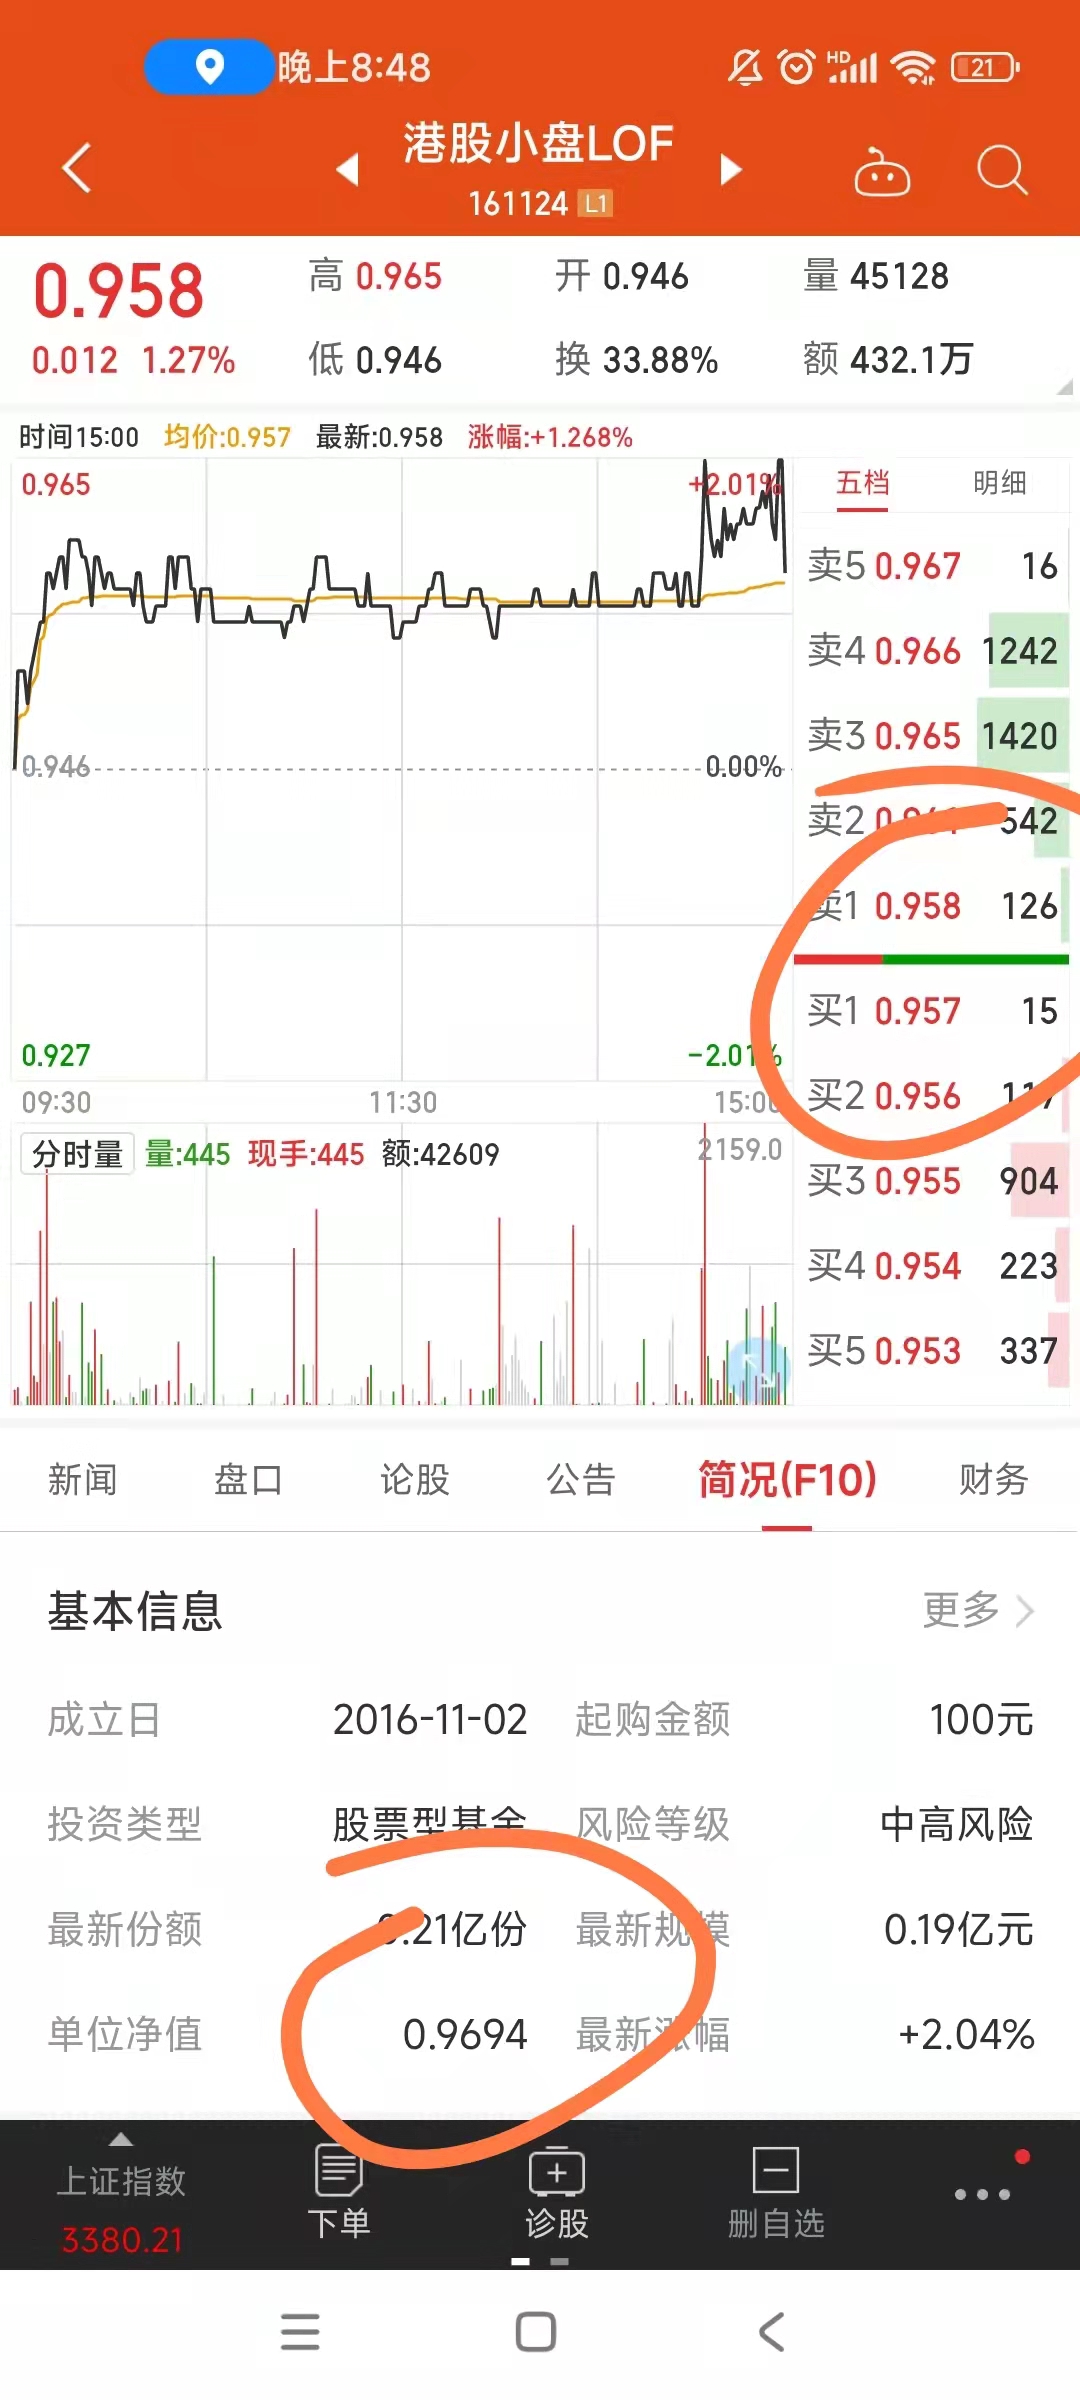 晚上8:48
HD 21
港股小盘LOF
161124 L1
0.958 高 0.965 开 0.946 量 45128
0.012 1.27% 低 0.946 换 33.88% 额 432.1万
时间15:00 均价:0.957 最新:0.958 涨幅:+1.268%
0.965 +2.01%
五档 明细
卖5 0.967 16
卖4 0.966 1242
卖3 0.965 1420
0.946 0.00%
卖2 542
卖1 0.958 126
买1 0.957 15
0.927 -2.01%
买2 0.956 117
09:30 11:30 15:00
分时量 量:445 现手:445 额:42609 2159.0
买3 0.955 904
买4 0.954 223
买5 0.953 337
新闻 盘口 论股 公告 简况(F10) 财务
基本信息 更多
成立日 2016-11-02 起购金额 100元
投资类型 股票型基金 风险等级 中高风险
最新份额 0.21亿份 最新规模 0.19亿元
单位净值 0.9694 最新涨幅 +2.04%
上证指数
3380.21
下单 诊股 删自选